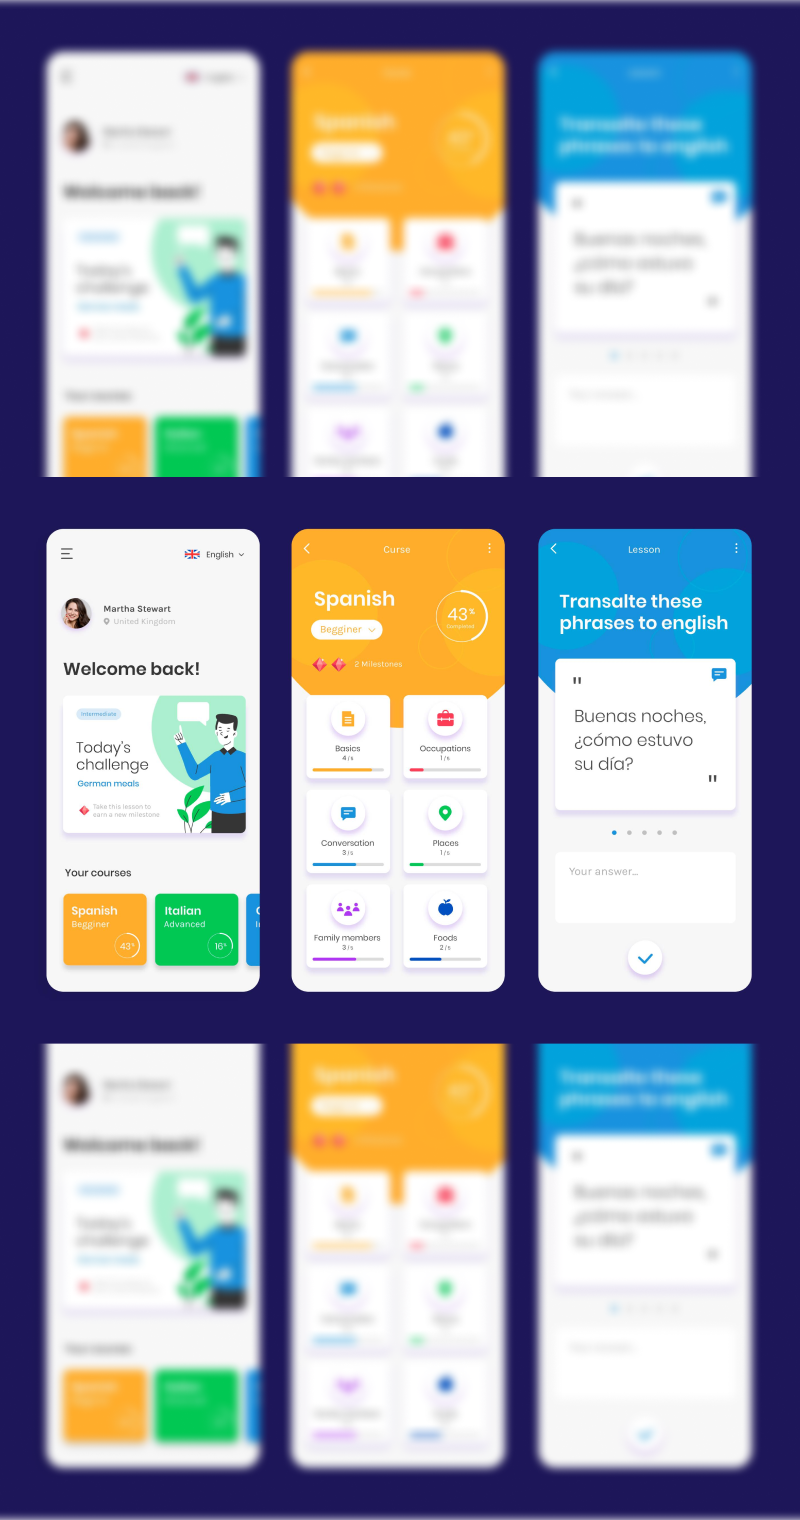 English
Martha Stewart
United Kingdom
Welcome back!
Intermediate
Today's
challenge
German meals
Take this lesson to
earn a new milestone
Your courses
Spanish
Begginer
43%
Italian
Advanced
16%
Curse
Spanish
Begginer
43%
Completed
2 Milestones
Basics
4/5
Occupations
1/5
Conversation
3/5
Places
1/5
Family members
3/5
Foods
2/5
Lesson
Transalte these
phrases to english
"
Buenas noches,
¿cómo estuvo
su día?
"
Your answer...